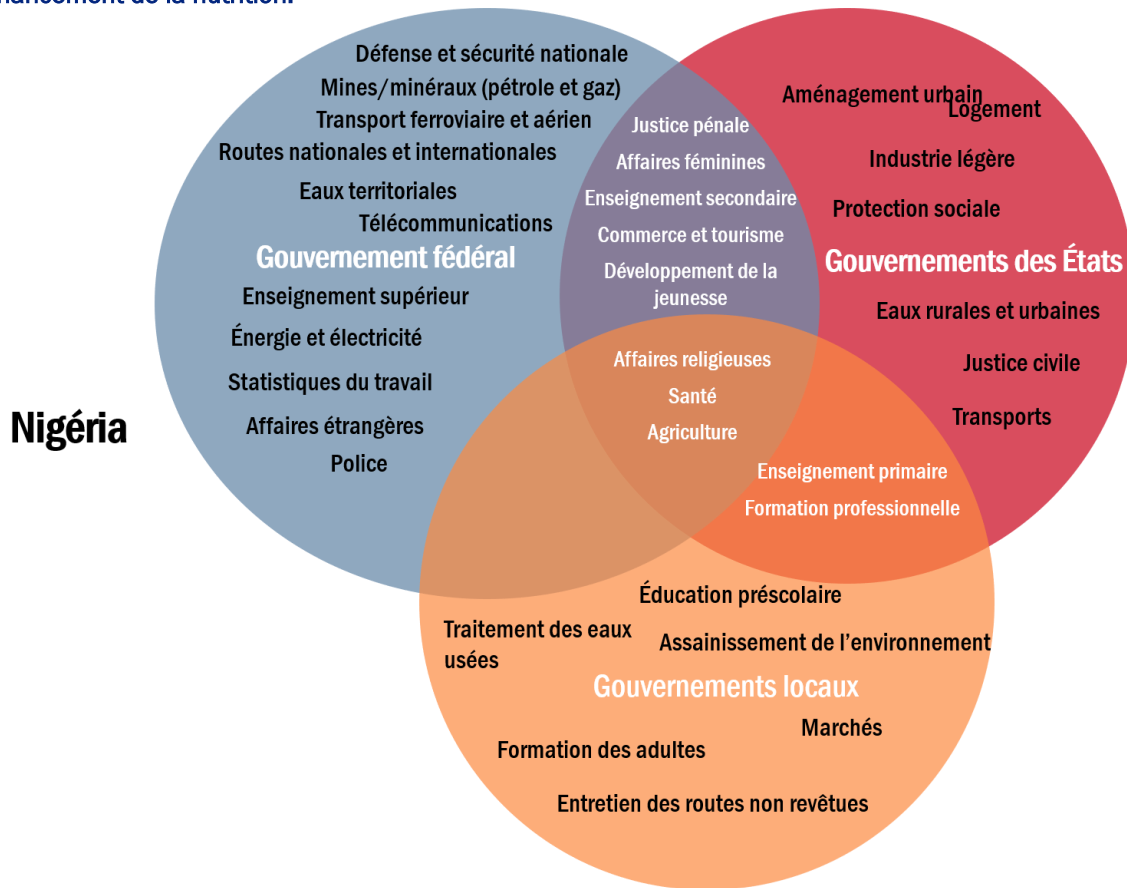 financement de la nutrition.
Défense et sécurité nationale
Mines/minéraux (pétrole et gaz)
Transport ferroviaire et aérien
Routes nationales et internationales
Eaux territoriales
Télécommunications
Gouvernement fédéral
Enseignement supérieur
Énergie et électricité
Statistiques du travail
Affaires étrangères
Police
Justice pénale
Affaires féminines
Enseignement secondaire
Commerce et tourisme
Développement de la
jeunesse
Aménagement urbain
Logement
Industrie légère
Protection sociale
Gouvernements des États
Eaux rurales et urbaines
Justice civile
Transports
Affaires religieuses
Santé
Agriculture
Nigéria
Enseignement primaire
Formation professionnelle
Éducation préscolaire
Traitement des eaux
usées
Assainissement de l'environnement
Gouvernements locaux
Marchés
Formation des adultes
Entretien des routes non revêtues